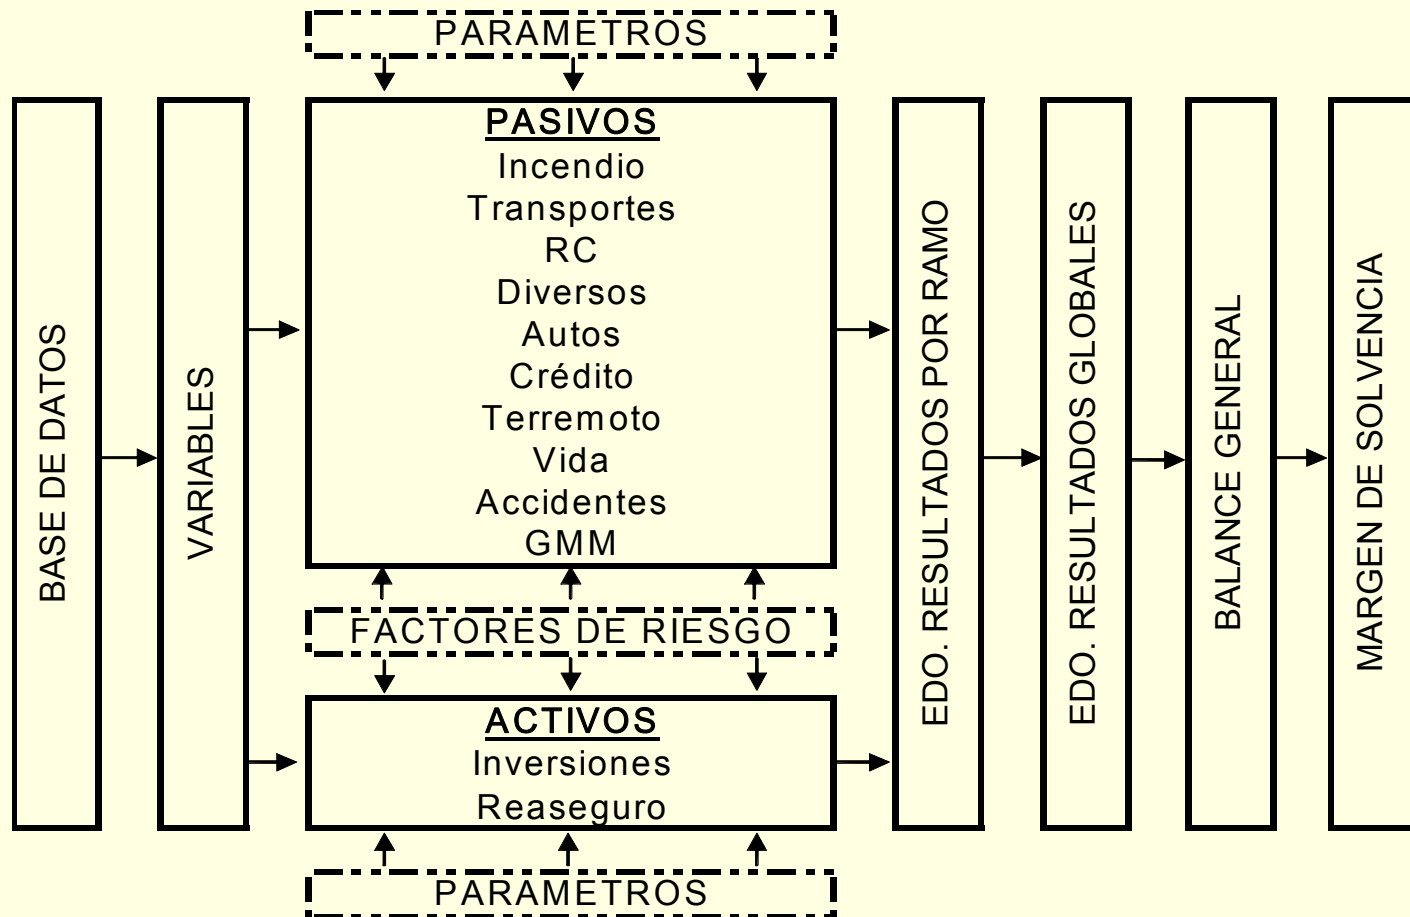 PARAMETROS
BASE DE DATOS
VARIABLES
PASIVOS
Incendio
Transportes
RC
Diversos
Autos
Crédito
Terremoto
Vida
Accidentes
GMM
FACTORES DE RIESGO
ACTIVOS
Inversiones
Reaseguro
PARAMETROS
EDO. RESULTADOS POR RAMO
EDO. RESULTADOS GLOBALES
BALANCE GENERAL
MARGEN DE SOLVENCIA